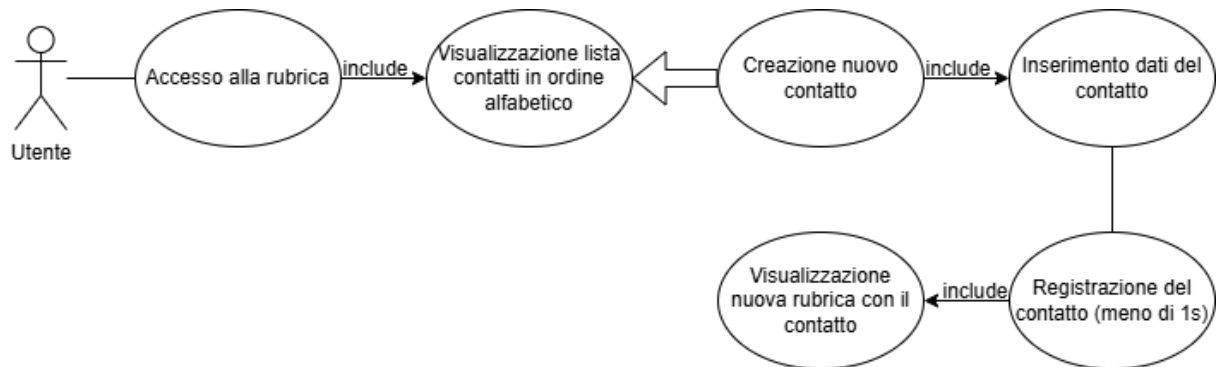 Utente
Accesso alla rubrica
include
Visualizzazione lista
contatti in ordine
alfabetico
Creazione nuovo
contatto
include
Inserimento dati del
contatto
Registrazione del
contatto (meno di 1s)
include
Visualizzazione
nuova rubrica con il
contatto